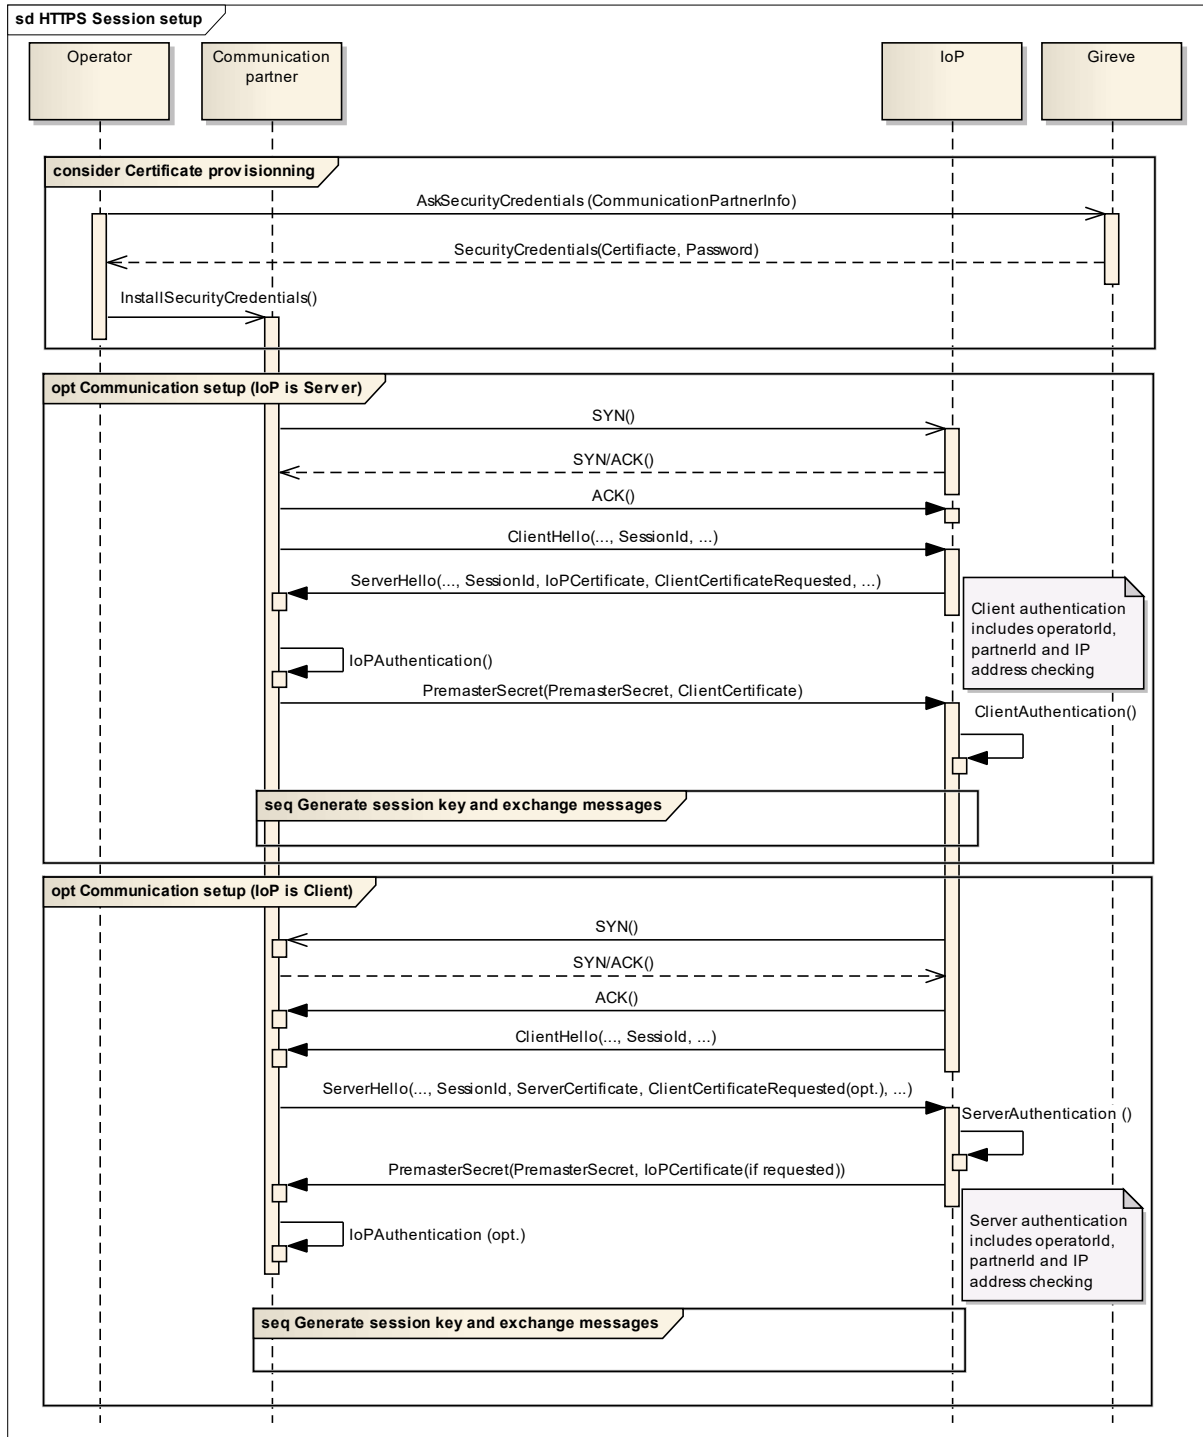 sd HTTPS Session setup
Operator
Communication
partner
IoP
Gireve
consider Certificate provisionning
AskSecurityCredentials (CommunicationPartnerInfo)
SecurityCredentials(Certifiacte, Password)
InstallSecurityCredentials()
opt Communication setup (IoP is Server)
SYN()
SYN/ACK()
ACK()
ClientHello(..., SessionId, ...)
ServerHello(..., SessionId, IoPCertificate, ClientCertificateRequested, ...)
Client authentication
includes operatorId,
partnerId and IP
address checking
IoPAuthentication()
PremasterSecret(PremasterSecret, ClientCertificate)
ClientAuthentication()
seq Generate session key and exchange messages
opt Communication setup (IoP is Client)
SYN()
SYN/ACK()
ACK()
ClientHello(..., SessioId, ...)
ServerHello(..., SessionId, ServerCertificate, ClientCertificateRequested(opt.), ...)
ServerAuthentication ()
PremasterSecret(PremasterSecret, IoPCertificate(if requested))
IoPAuthentication (opt.)
Server authentication
includes operatorId,
partnerId and IP
address checking
seq Generate session key and exchange messages